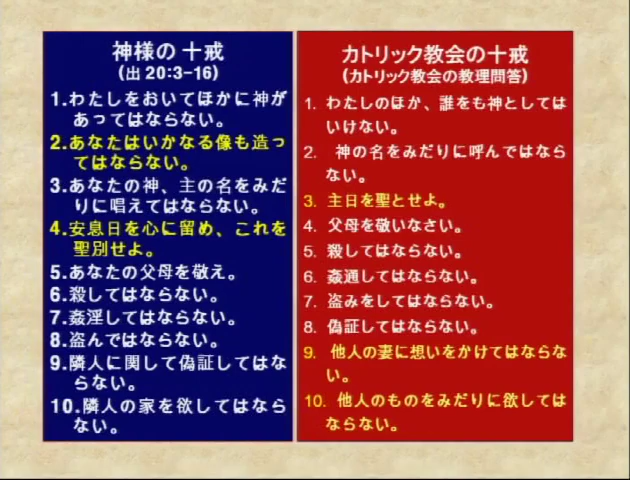 神様の十戒
(出 20:3-16)
1.わたしをおいてほかに神が
あってはならない。
2.あなたはいかなる像も造っ
てはならない。
3.あなたの神、主の名をみだ
りに唱えてはならない。
4.安息日を心に留め、これを
聖別せよ。
5.あなたの父母を敬え。
6.殺してはならない。
7.姦淫してはならない。
8.盗んではならない。
9.隣人に関して偽証してはな
らない。
10.隣人の家を欲してはなら
ない。
カトリック教会の十戒
(カトリック教会の教理問答)
1. わたしのほか、誰をも神としては
いけない。
2. 神の名をみだりに呼んではなら
ない。
3. 主日を聖とせよ。
4. 父母を敬いなさい。
5. 殺してはならない。
6. 姦通してはならない。
7. 盗みをしてはならない。
8. 偽証してはならない。
9. 他人の妻に想いをかけてはならな
い。
10. 他人のものをみだりに欲しては
ならない。